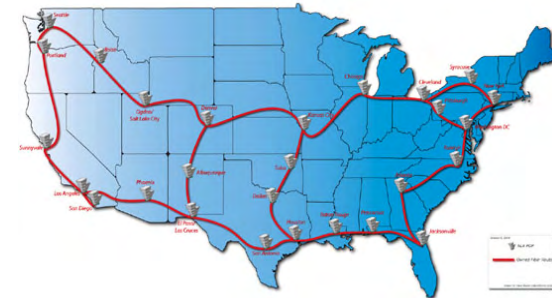 Seattle
Portland
Boise
Ogden/
Salt Lake City
Denver
Kansas City
Chicago
Cleveland
Syracuse
New York
Pittsburgh
Washington DC
Raleigh
Sunnyvale
Los Angeles
San Diego
Phoenix
Albuquerque
El Paso/
Las Cruces
Tulsa
Dallas
San Antonio
Houston
Baton Rouge
Jacksonville